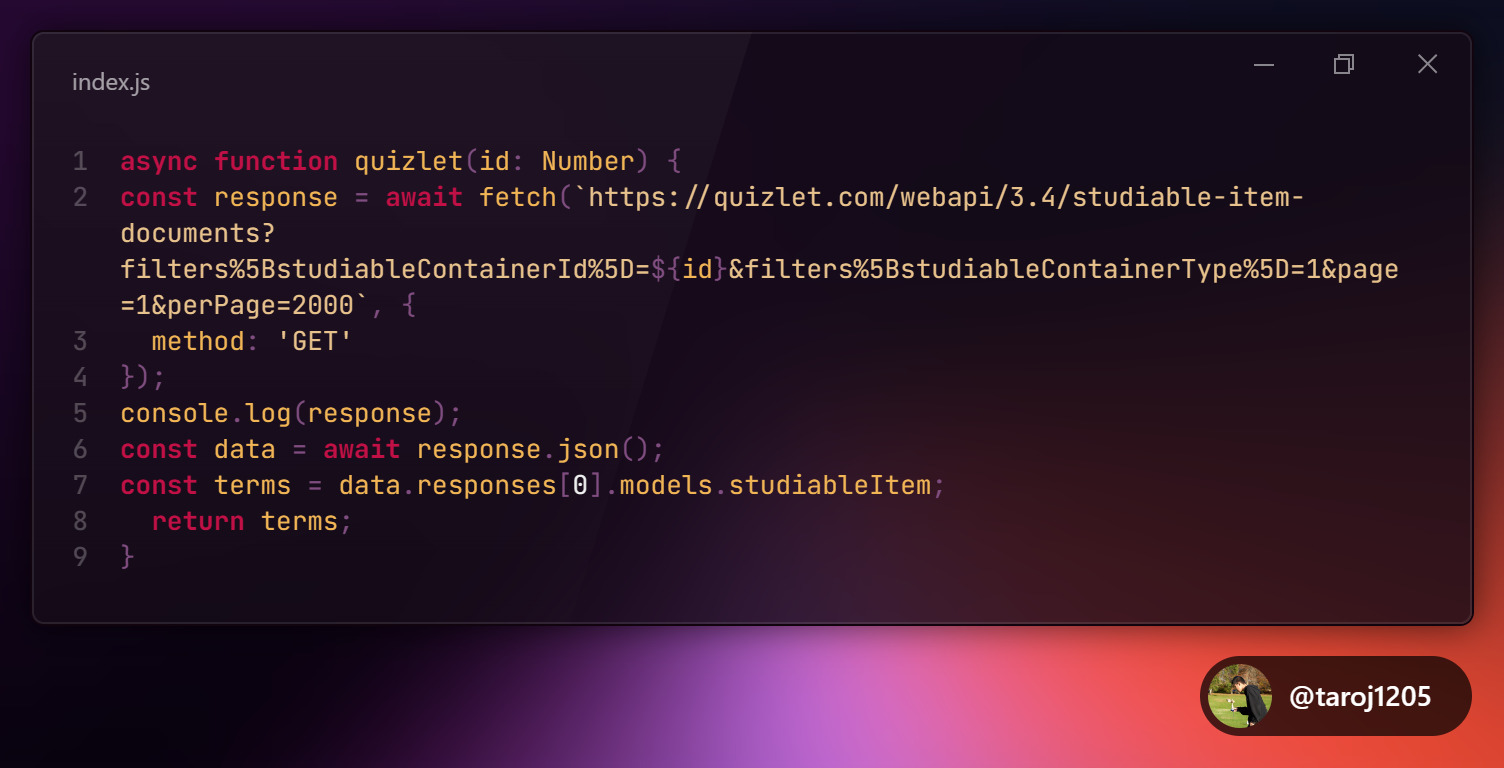 index.js
1 async function quizlet(id: Number) {
2 const response = await fetch(`https://quizlet.com/webapi/3.4/studiable-item-
documents?
filters%5BstudiableContainerId%5D=${id}&filters%5BstudiableContainerType%5D=1&page
=1&perPage=2000`, {
3   method: 'GET'
4 });
5 console.log(response);
6 const data = await response.json();
7 const terms = data.responses[0].models.studiableItem;
8   return terms;
9 }
@taroj1205